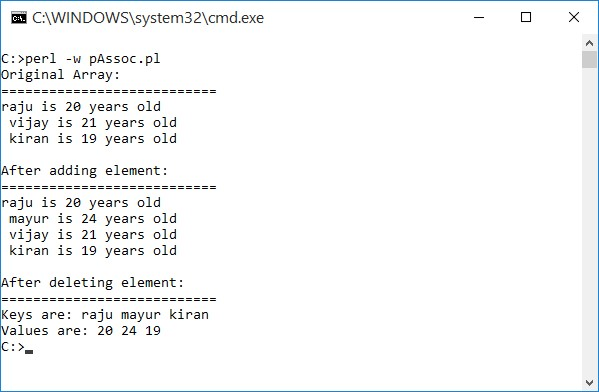 C:\WINDOWS\system32\cmd.exe
C:>perl -w pAssoc.pl
Original Array:
===========================
raju is 20 years old
 vijay is 21 years old
 kiran is 19 years old
After adding element:
===========================
raju is 20 years old
 mayur is 24 years old
 vijay is 21 years old
 kiran is 19 years old
After deleting element:
===========================
Keys are: raju mayur kiran
Values are: 20 24 19
C:>